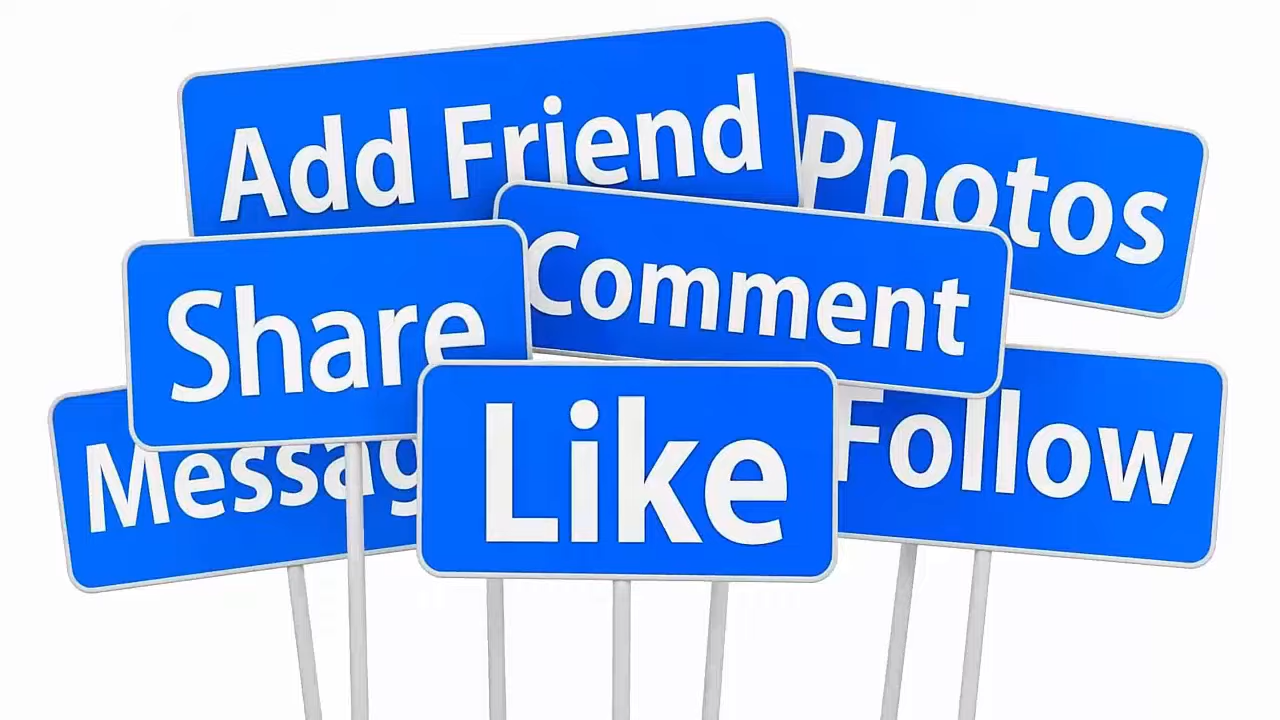 Add Friend
Photos
Comment
Share
Messag
Like
Follow